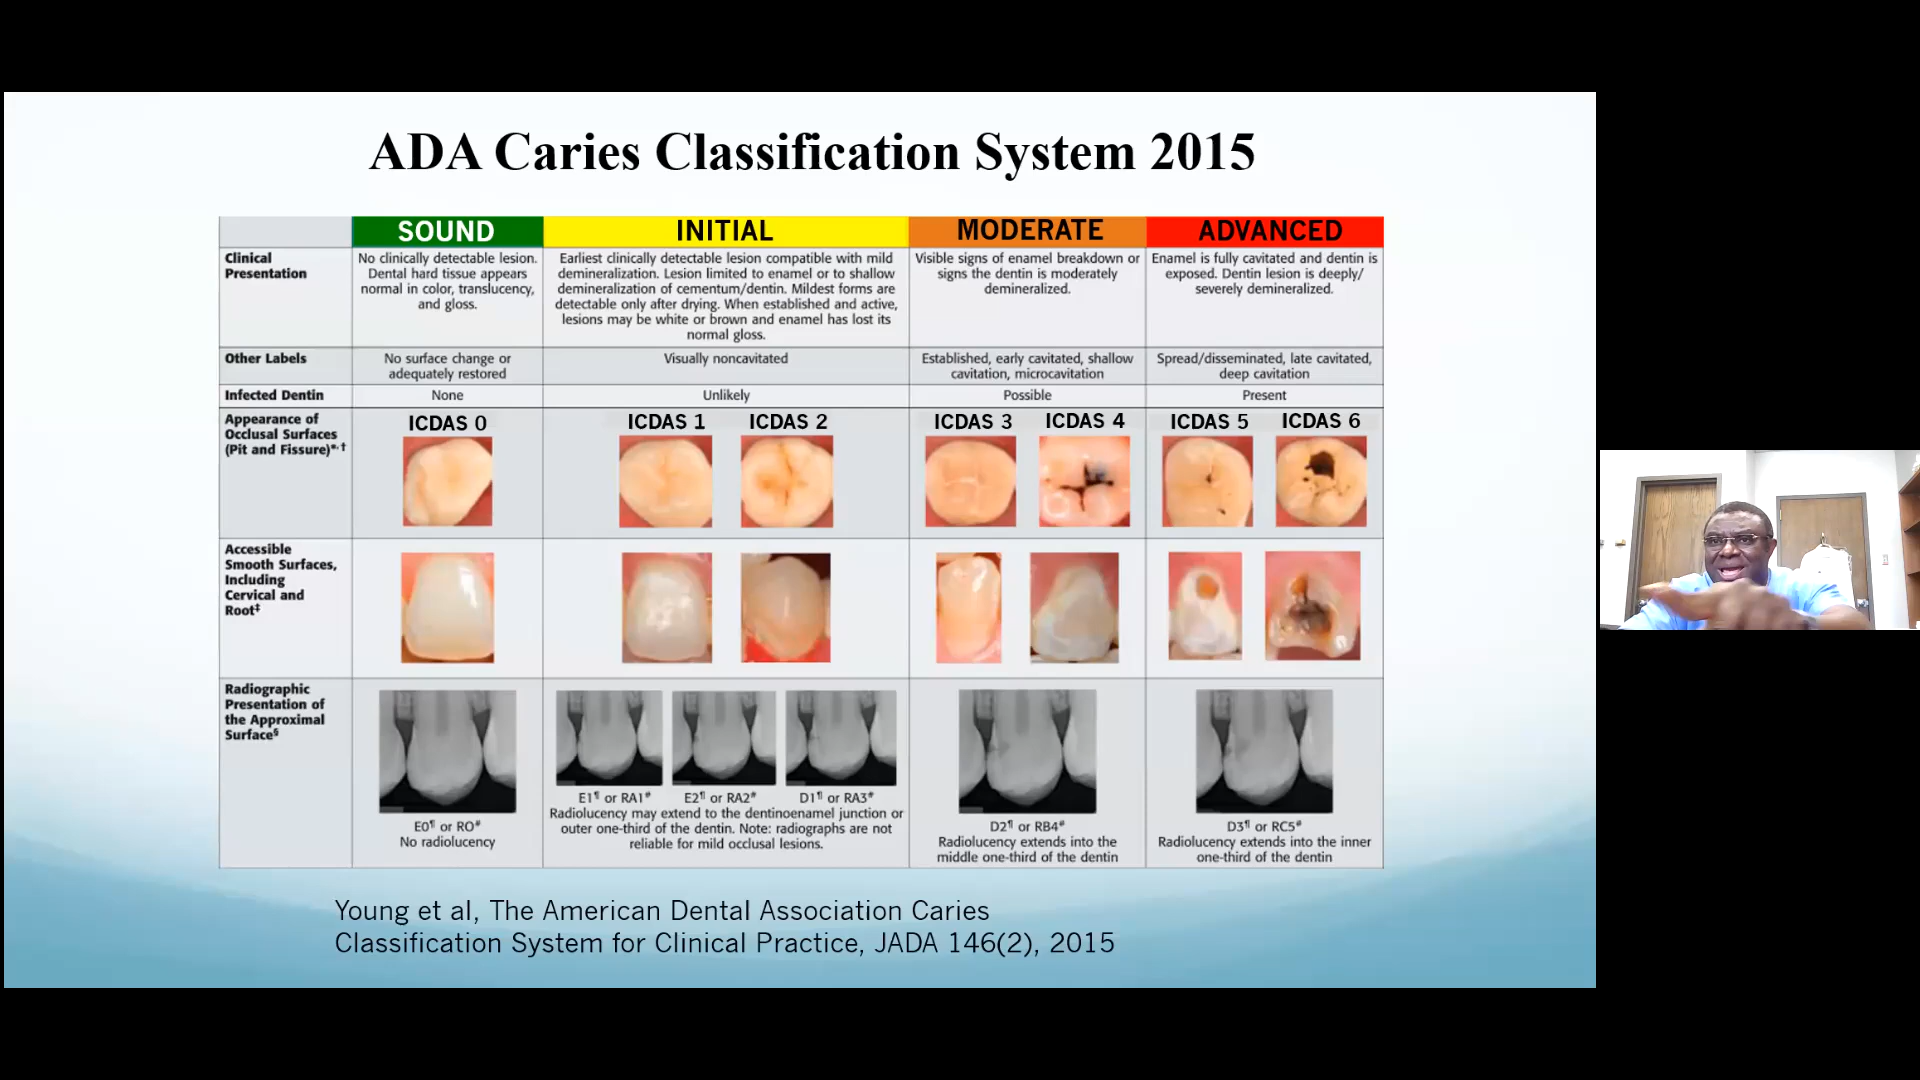 ADA Caries Classification System 2015
SOUND
INITIAL
MODERATE
ADVANCED
Clinical
Presentation
No clinically detectable lesion.
Dental hard tissue appears
normal in color, translucency,
and gloss.
Earliest clinically detectable lesion compatible with mild
demineralization. Lesion limited to enamel or to shallow
demineralization of cementum/dentin. Mildest forms are
detectable only after drying. When established and active,
lesions may be white or brown and enamel has lost its
normal gloss.
Visible signs of enamel breakdown or
signs the dentin is moderately
demineralized.
Enamel is fully cavitated and dentin is
exposed. Dentin lesion is deeply/
severely demineralized.
Other Labels
No surface change or
adequately restored
Visually noncavitated
Established, early cavitated, shallow
cavitation, microcavitation
Spread/disseminated, late cavitated,
deep cavitation
Infected Dentin
None
Unlikely
Possible
Present
Appearance of
Occlusal Surfaces
(Pit and Fissure)*,†
ICDAS 0
ICDAS 1
ICDAS 2
ICDAS 3
ICDAS 4
ICDAS 5
ICDAS 6
Accessible
Smooth Surfaces,
Including
Cervical and
Root‡
Radiographic
Presentation of
the Approximal
Surface§
E0¶ or RO#
No radiolucency
E1¶ or RA1#
E2¶ or RA2#
D1¶ or RA3#
Radiolucency may extend to the dentinoenamel junction or
outer one-third of the dentin. Note: radiographs are not
reliable for mild occlusal lesions.
D2¶ or RB4#
Radiolucency extends into the
middle one-third of the dentin
D3¶ or RC5#
Radiolucency extends into the inner
one-third of the dentin
Young et al, The American Dental Association Caries
Classification System for Clinical Practice, JADA 146(2), 2015